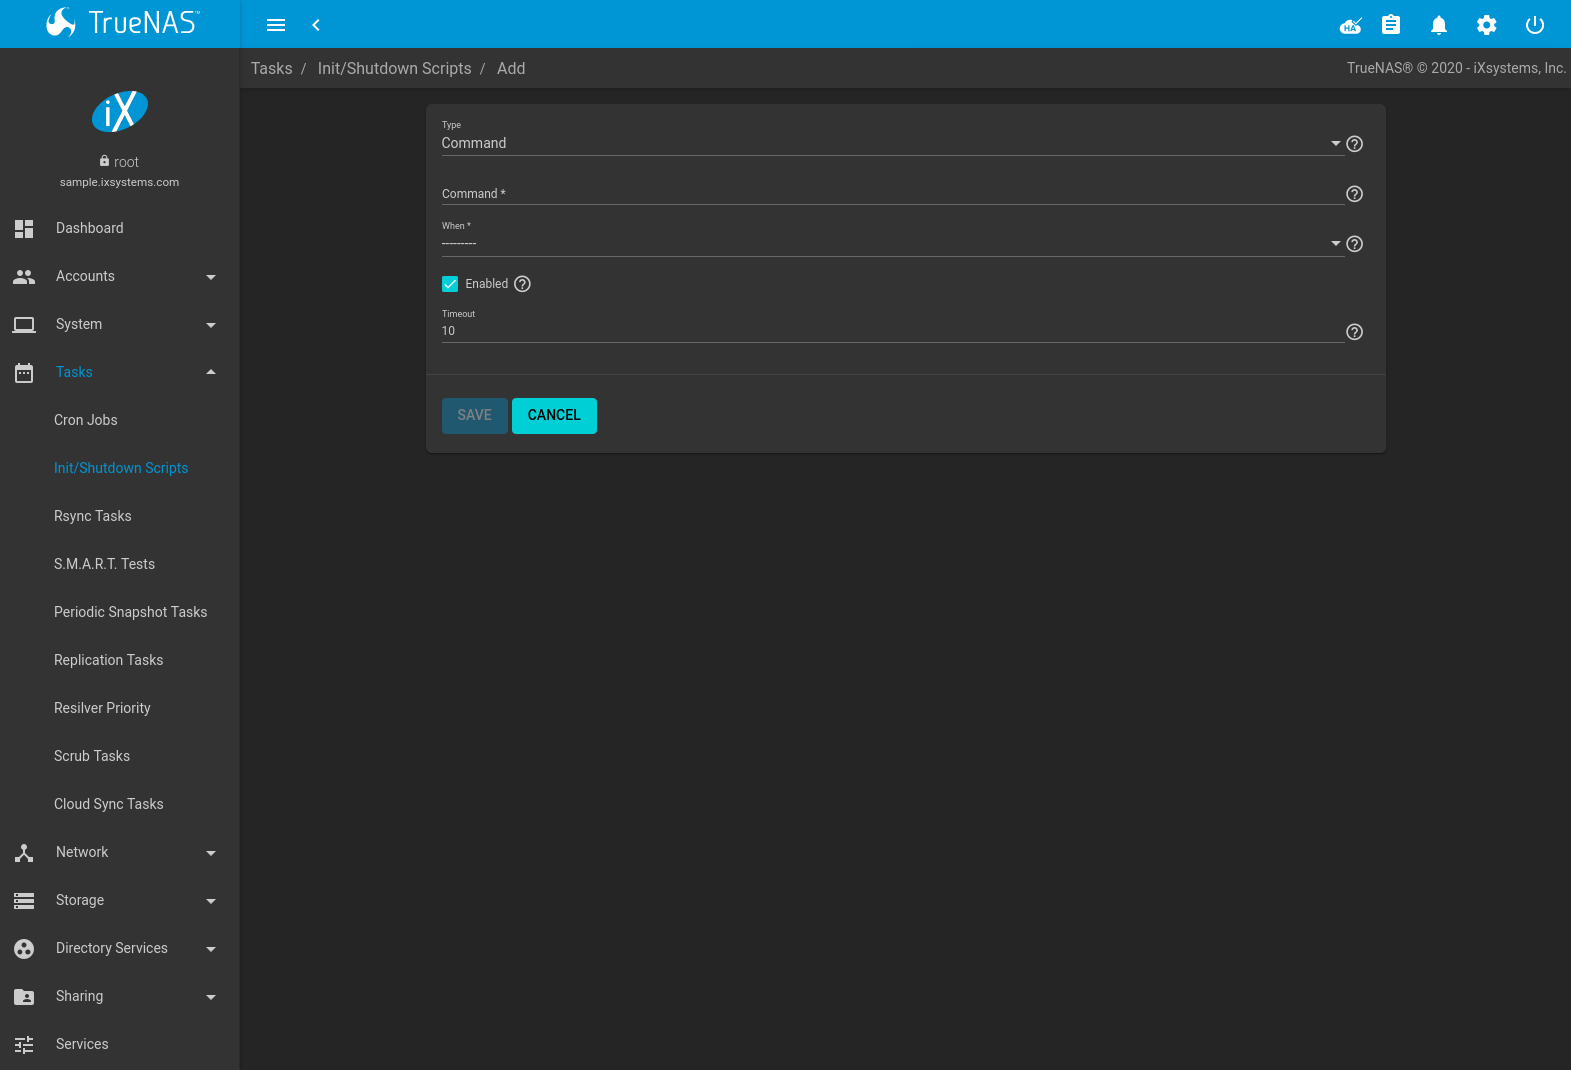 TrueNAS™
HA
Tasks / Init/Shutdown Scripts / Add
TrueNAS® © 2020 - iXsystems, Inc.
iX
root
sample.ixsystems.com
Dashboard
Accounts
System
Tasks
Cron Jobs
Init/Shutdown Scripts
Rsync Tasks
S.M.A.R.T. Tests
Periodic Snapshot Tasks
Replication Tasks
Resilver Priority
Scrub Tasks
Cloud Sync Tasks
Network
Storage
Directory Services
Sharing
Services
Type
Command
Command *
When *
---------
Enabled
Timeout
10
SAVE
CANCEL